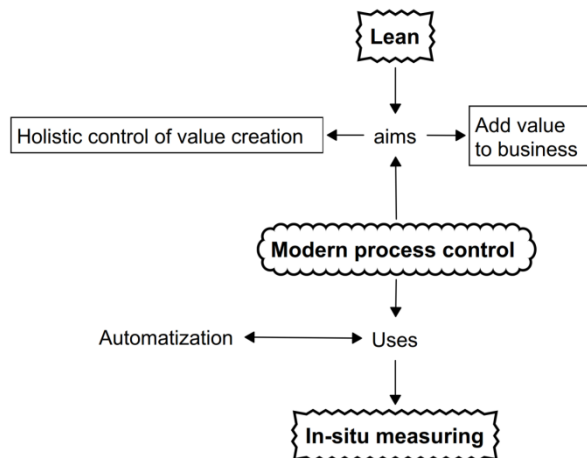 Lean
Holistic control of value creation
aims
Add value
to business
Modern process control
Automatization
Uses
In-situ measuring